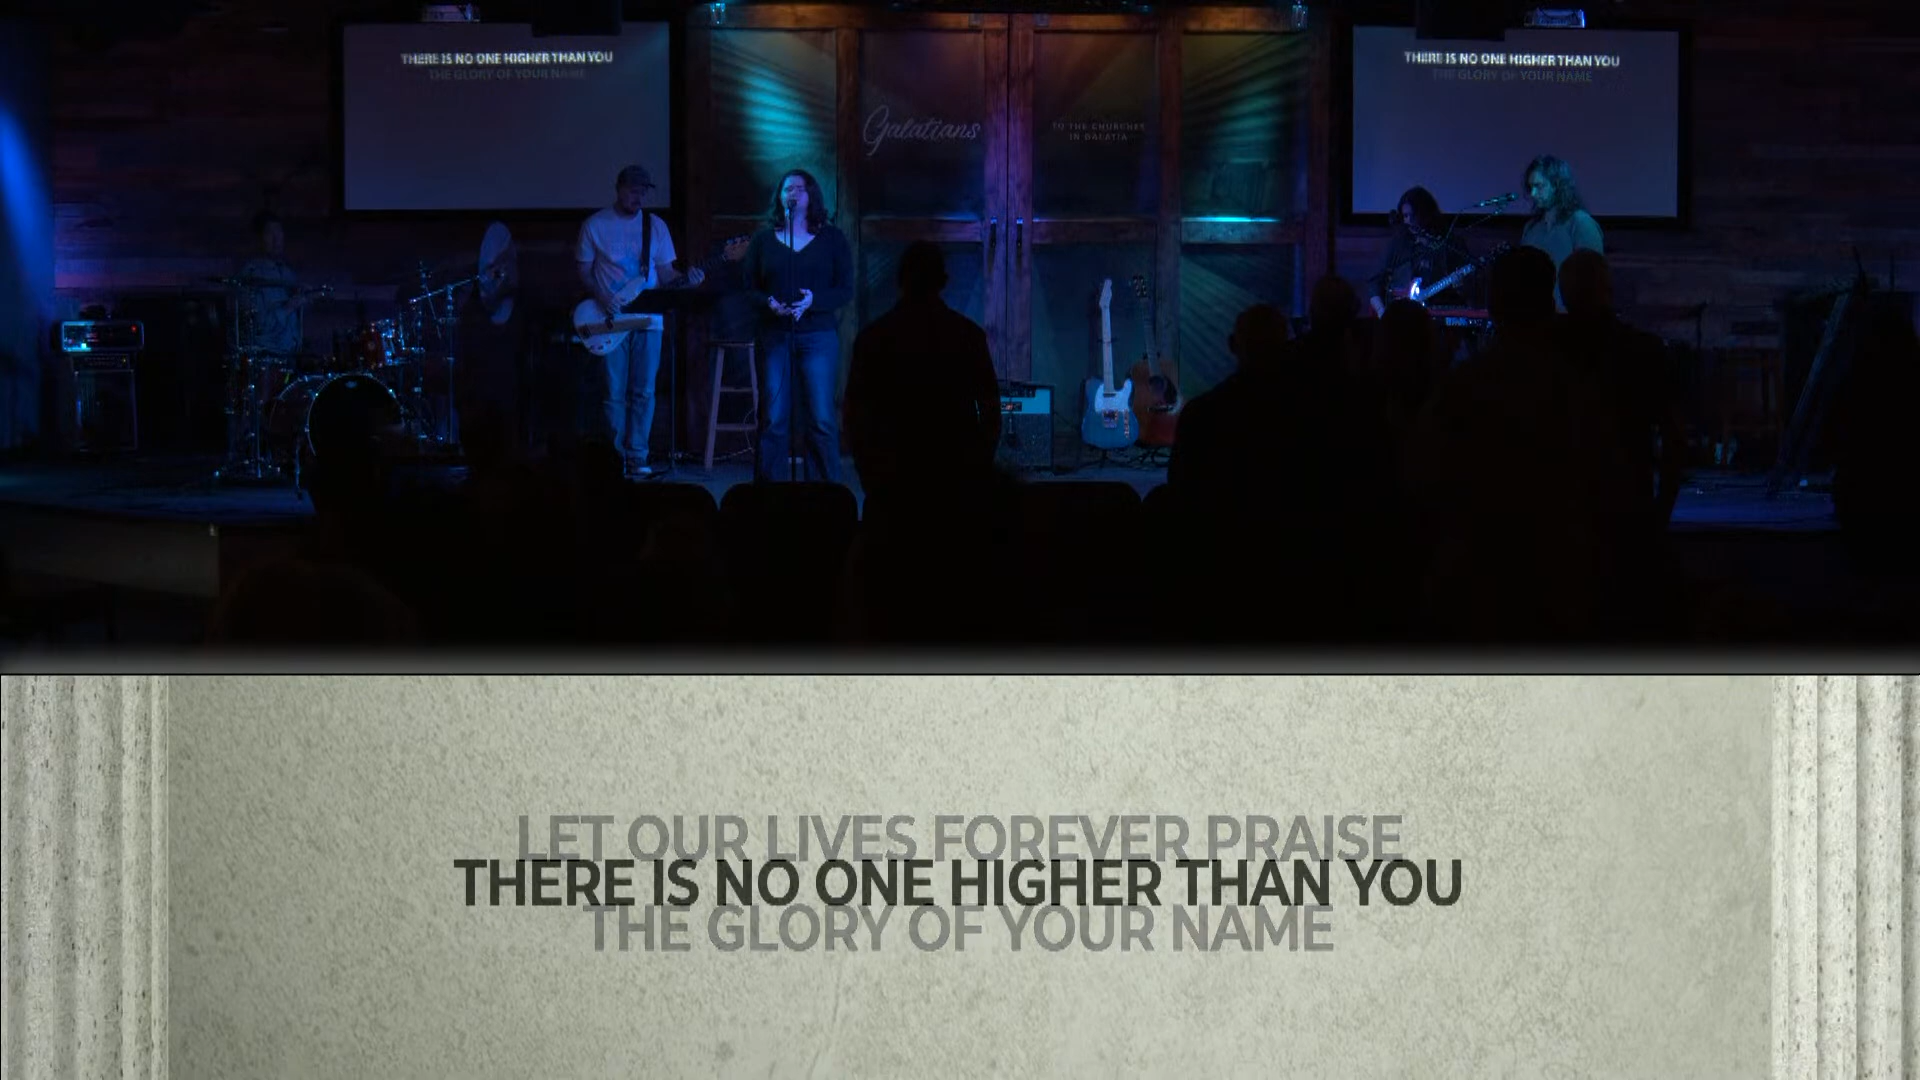 THERE IS NO ONE HIGHER THAN YOU
THE GLORY OF YOUR NAME
Galatians
TO THE CHURCHES
IN GALATIA
THERE IS NO ONE HIGHER THAN YOU
THE GLORY OF YOUR NAME
LET OUR LIVES FOREVER PRAISE
THERE IS NO ONE HIGHER THAN YOU
THE GLORY OF YOUR NAME